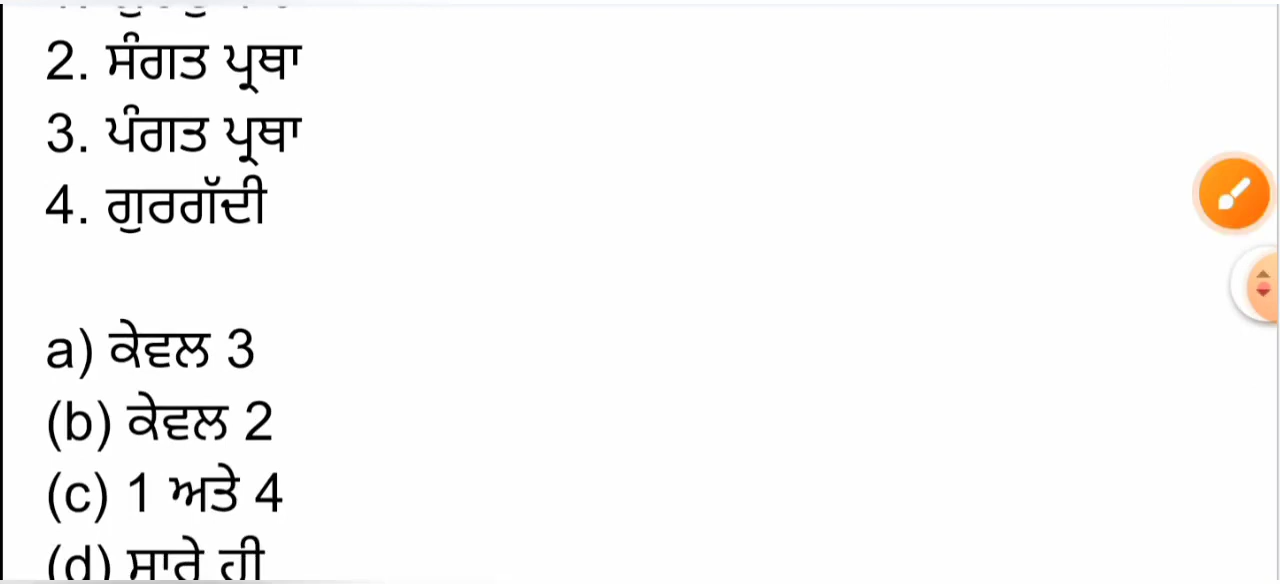 2. ਸੰਗਤ ਪ੍ਰਥਾ
3. ਪੰਗਤ ਪ੍ਰਥਾ
4. ਗੁਰਗੱਦੀ
a) ਕੇਵਲ 3
(b) ਕੇਵਲ 2
(c) 1 ਅਤੇ 4
(d) ਸਾਰੇ ਹੀ